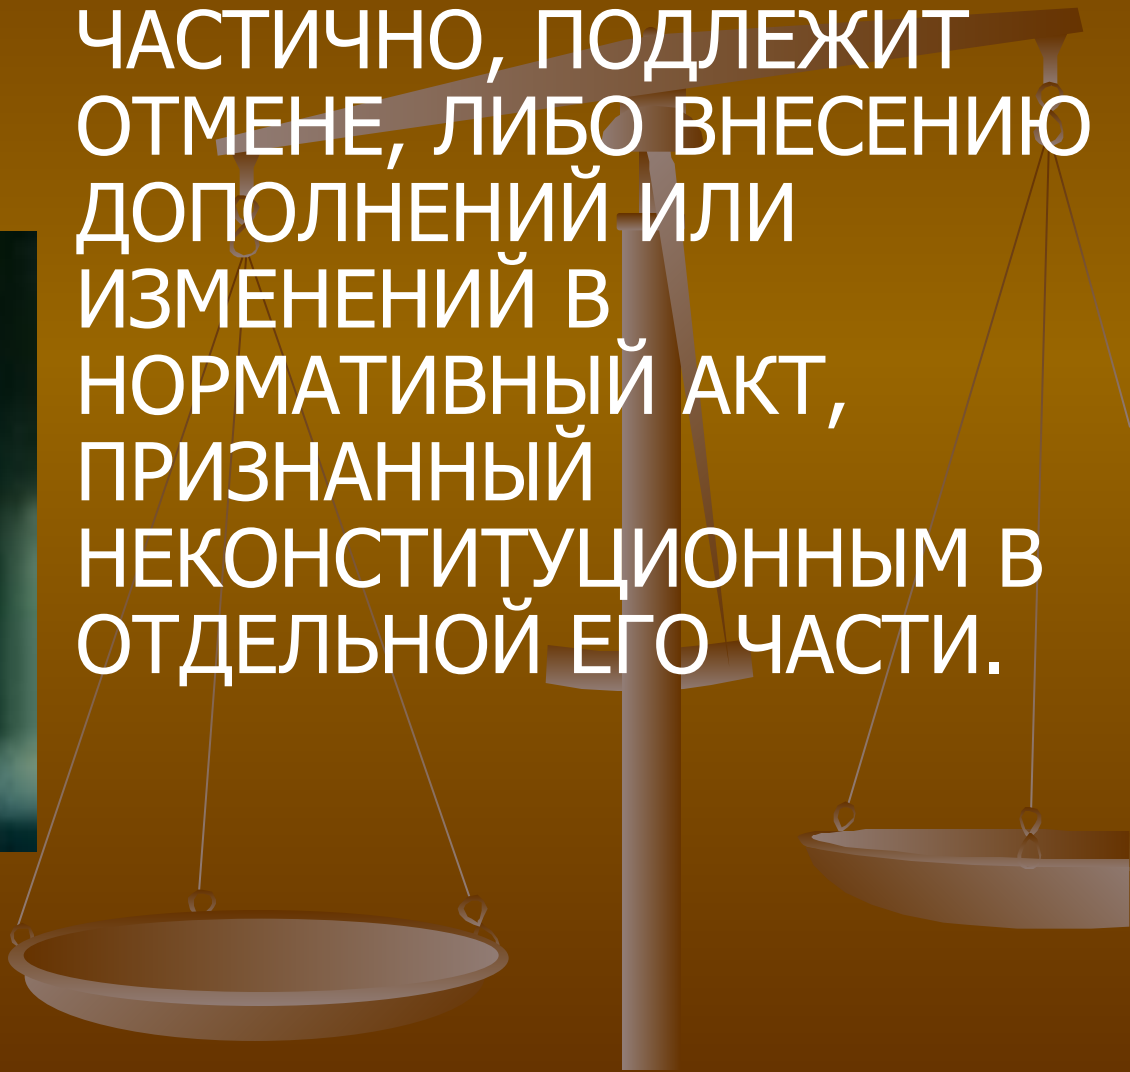 ЧАСТИЧНО, ПОДЛЕЖИТ
ОТМЕНЕ, ЛИБО ВНЕСЕНИЮ
ДОПОЛНЕНИЙ ИЛИ
ИЗМЕНЕНИЙ В
НОРМАТИВНЫЙ АКТ,
ПРИЗНАННЫЙ
НЕКОНСТИТУЦИОННЫМ В
ОТДЕЛЬНОЙ ЕГО ЧАСТИ.